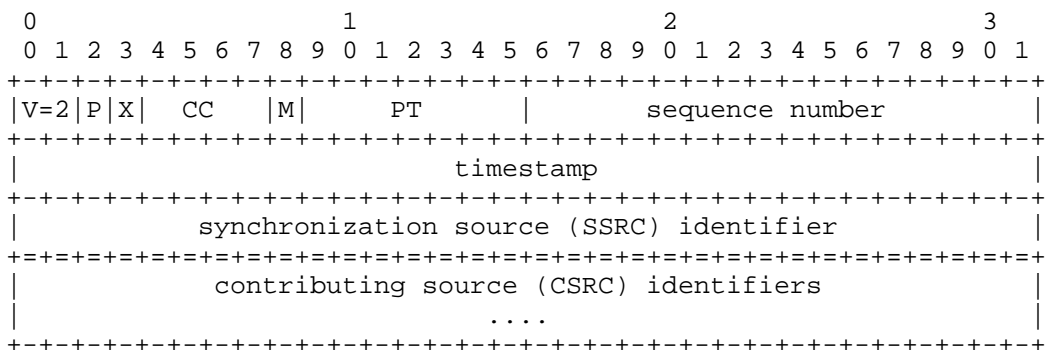 0                   1                   2                   3
 0 1 2 3 4 5 6 7 8 9 0 1 2 3 4 5 6 7 8 9 0 1 2 3 4 5 6 7 8 9 0 1
+-+-+-+-+-+-+-+-+-+-+-+-+-+-+-+-+-+-+-+-+-+-+-+-+-+-+-+-+-+-+-+-+
|V=2|P|X|  CC   |M|     PT      |       sequence number         |
+-+-+-+-+-+-+-+-+-+-+-+-+-+-+-+-+-+-+-+-+-+-+-+-+-+-+-+-+-+-+-+-+
|                           timestamp                           |
+-+-+-+-+-+-+-+-+-+-+-+-+-+-+-+-+-+-+-+-+-+-+-+-+-+-+-+-+-+-+-+-+
|           synchronization source (SSRC) identifier            |
+=+=+=+=+=+=+=+=+=+=+=+=+=+=+=+=+=+=+=+=+=+=+=+=+=+=+=+=+=+=+=+=+
|            contributing source (CSRC) identifiers             |
|                             ....                              |
+-+-+-+-+-+-+-+-+-+-+-+-+-+-+-+-+-+-+-+-+-+-+-+-+-+-+-+-+-+-+-+-+